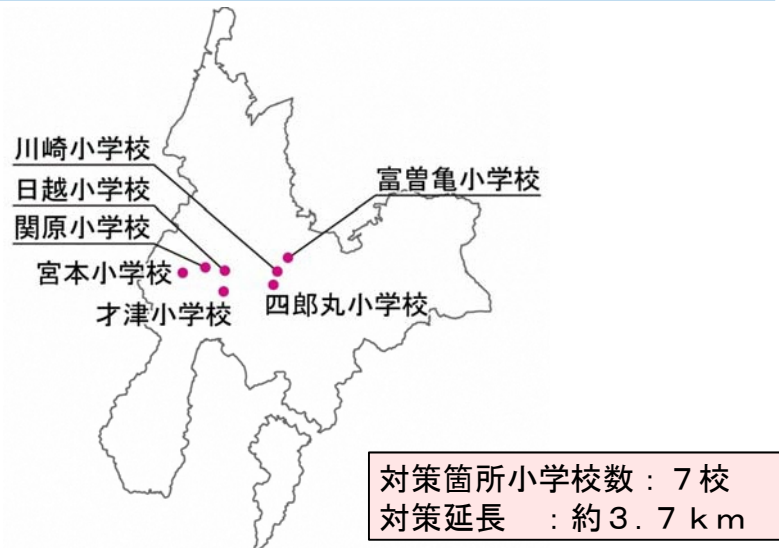 川崎小学校
日越小学校
関原小学校
宮本小学校
才津小学校
富曽亀小学校
四郎丸小学校
対策箇所小学校数：７校
対策延長　：約３．７ｋｍ